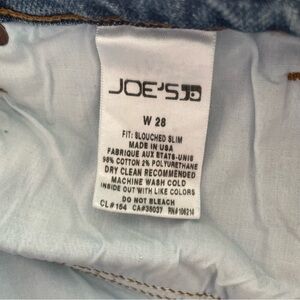 JOE'S
W 28
FIT: SLOUCHED SLIM
MADE IN USA
FABRIQUE AUX ETATS-UNIS
98% COTTON 2% POLYURETHANE
DRY CLEAN RECOMMENDED
MACHINE WASH COLD
INSIDE OUT WITH LIKE COLORS
DO NOT BLEACH
CL# 164 CA#38037 RN#106214